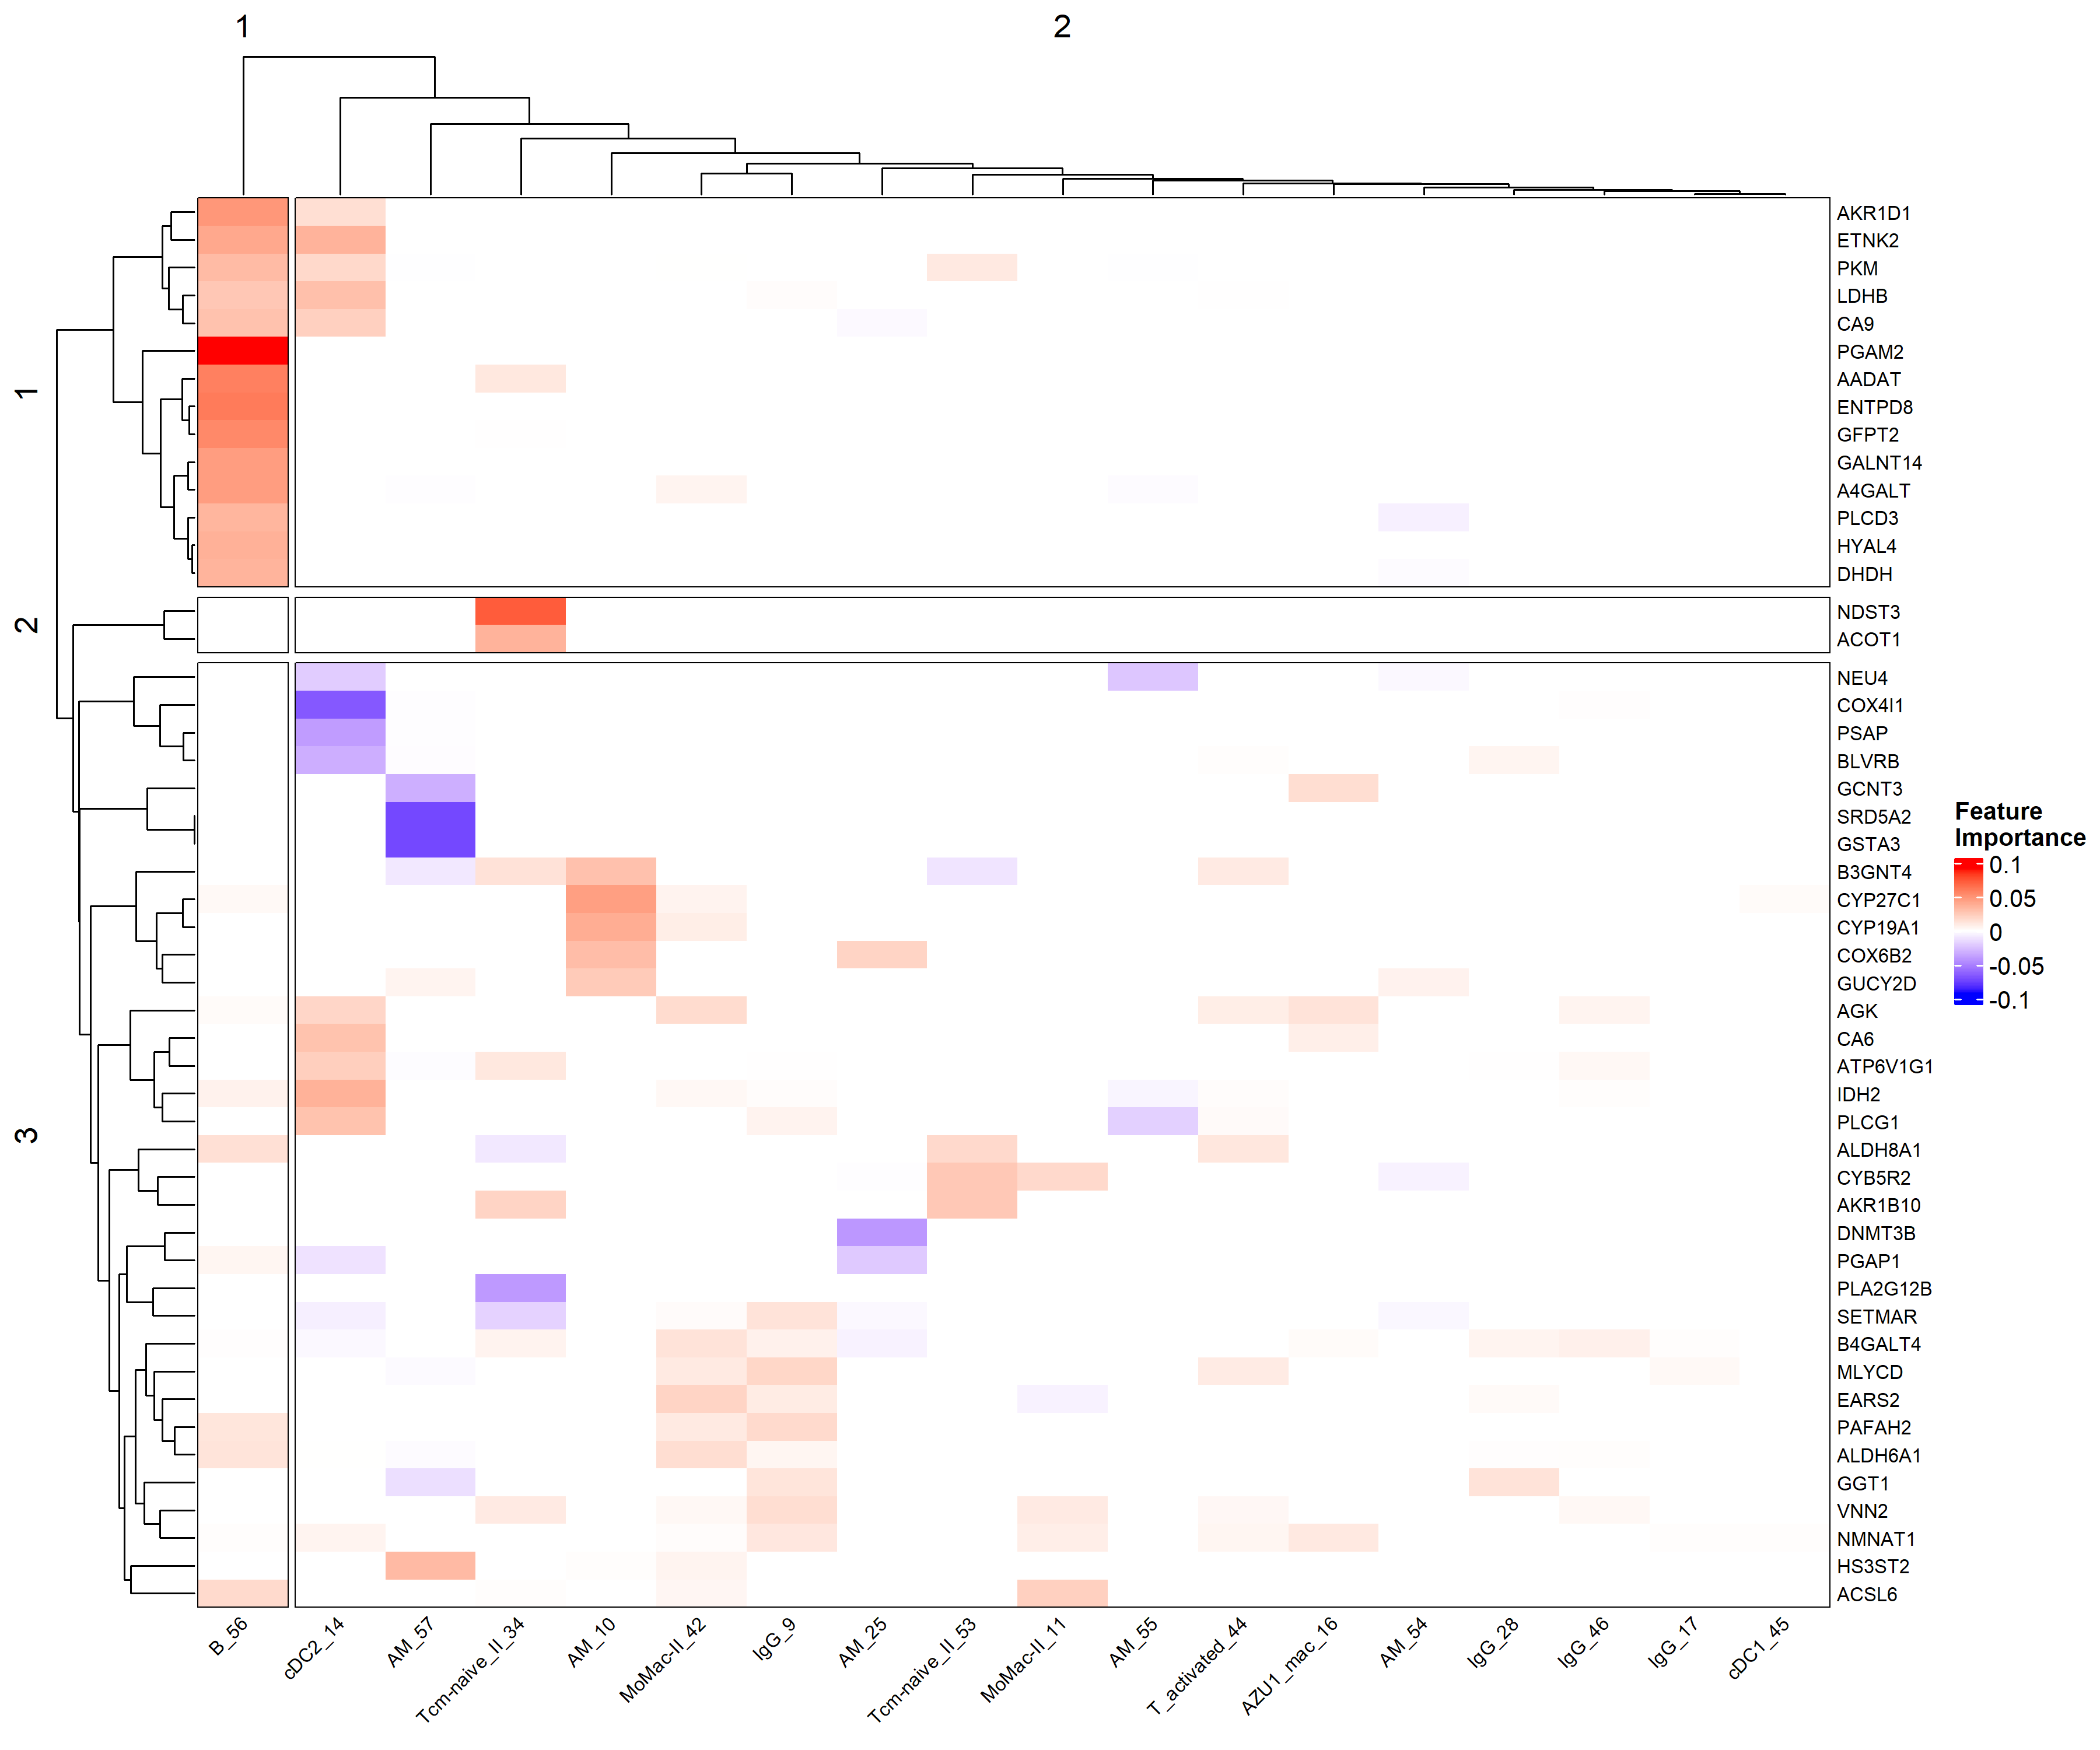 1
2
1
2
3
AKR1D1
ETNK2
PKM
LDHB
CA9
PGAM2
AADAT
ENTPD8
GFPT2
GALNT14
A4GALT
PLCD3
HYAL4
DHDH
NDST3
ACOT1
NEU4
COX4I1
PSAP
BLVRB
GCNT3
SRD5A2
GSTA3
B3GNT4
CYP27C1
CYP19A1
COX6B2
GUCY2D
AGK
CA6
ATP6V1G1
IDH2
PLCG1
ALDH8A1
CYB5R2
AKR1B10
DNMT3B
PGAP1
PLA2G12B
SETMAR
B4GALT4
MLYCD
EARS2
PAFAH2
ALDH6A1
GGT1
VNN2
NMNAT1
HS3ST2
ACSL6
Feature
Importance
0.1
0.05
0
-0.05
-0.1
B_56
cDC2_14
AM_57
Tcm-naive_II_34
AM_10
MoMac-II_42
IgG_9
AM_25
Tcm-naive_II_53
MoMac-II_11
AM_55
T_activated_44
AZU1_mac_16
AM_54
IgG_28
IgG_46
IgG_17
cDC1_45